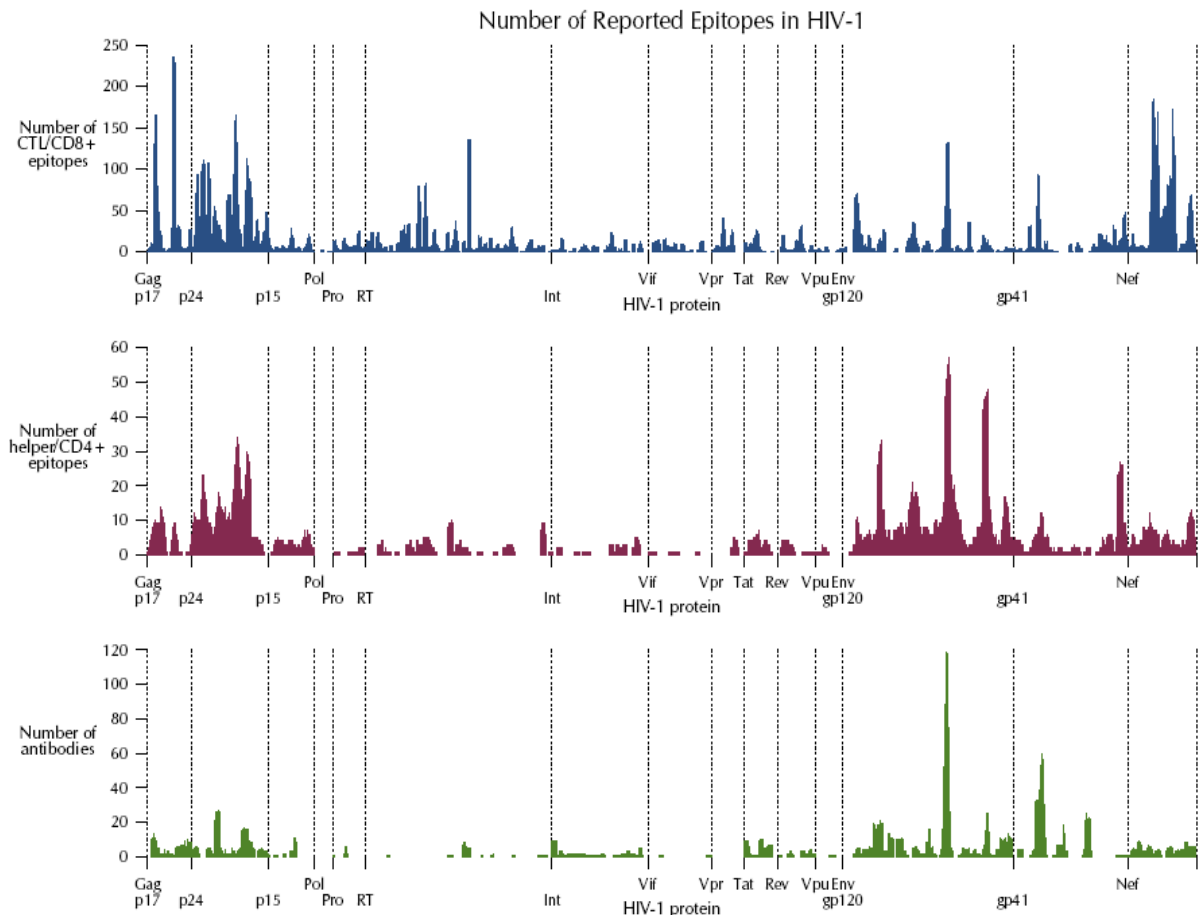 Number of Reported Epitopes in HIV-1
250
200
150
100
50
0
Number of
CTL/CD8+
epitopes
Gag Pol Vif Vpr Tat Rev Vpu Env Nef
p17 p24 p15 Pro RT Int gp120 gp41
HIV-1 protein
60
50
40
30
20
10
0
Number of
helper/CD4+
epitopes
Gag Pol Vif Vpr Tat Rev Vpu Env Nef
p17 p24 p15 Pro RT Int gp120 gp41
HIV-1 protein
120
100
80
60
40
20
0
Number of
antibodies
Gag Pol Vif Vpr Tat Rev Vpu Env Nef
p17 p24 p15 Pro RT Int gp120 gp41
HIV-1 protein